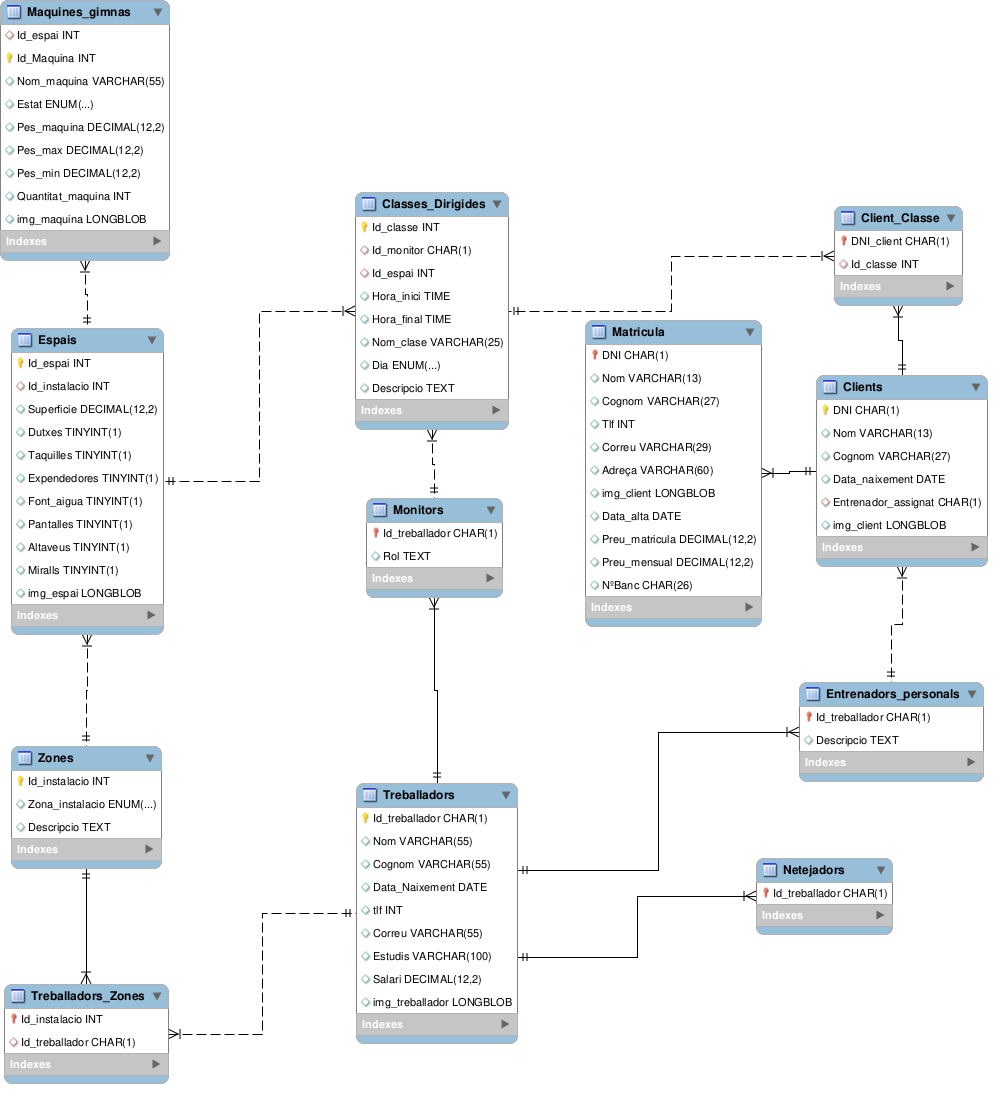 Maquines_gimnas
Id_espai INT
Id_Maquina INT
Nom_maquina VARCHAR(55)
Estat ENUM(...)
Pes_maquina DECIMAL(12,2)
Pes_max DECIMAL(12,2)
Pes_min DECIMAL(12,2)
Quantitat_maquina INT
img_maquina LONGBLOB
Indexes
Espais
Id_espai INT
Id_instalacio INT
Superficie DECIMAL(12,2)
Dutxes TINYINT(1)
Taquilles TINYINT(1)
Expendedores TINYINT(1)
Font_aigua TINYINT(1)
Pantalles TINYINT(1)
Altaveus TINYINT(1)
Miralls TINYINT(1)
img_espai LONGBLOB
Indexes
Zones
Id_instalacio INT
Zona_instalacio ENUM(...)
Descripcio TEXT
Indexes
Treballadors_Zones
Id_instalacio INT
Id_treballador CHAR(1)
Indexes
Classes_Dirigides
Id_classe INT
Id_monitor CHAR(1)
Id_espai INT
Hora_inici TIME
Hora_final TIME
Nom_clase VARCHAR(25)
Dia ENUM(...)
Descripcio TEXT
Indexes
Monitors
Id_treballador CHAR(1)
Rol TEXT
Indexes
Treballadors
Id_treballador CHAR(1)
Nom VARCHAR(55)
Cognom VARCHAR(55)
Data_Naixement DATE
tlf INT
Correu VARCHAR(55)
Estudis VARCHAR(100)
Salari DECIMAL(12,2)
img_treballador LONGBLOB
Indexes
Matricula
DNI CHAR(1)
Nom VARCHAR(13)
Cognom VARCHAR(27)
Tlf INT
Correu VARCHAR(29)
Adreça VARCHAR(60)
img_client LONGBLOB
Data_alta DATE
Preu_matricula DECIMAL(12,2)
Preu_mensual DECIMAL(12,2)
NºBanc CHAR(26)
Indexes
Client_Classe
DNI_client CHAR(1)
Id_classe INT
Indexes
Clients
DNI CHAR(1)
Nom VARCHAR(13)
Cognom VARCHAR(27)
Data_naixement DATE
Entrenador_assignat CHAR(1)
img_client LONGBLOB
Indexes
Entrenadors_personals
Id_treballador CHAR(1)
Descripcio TEXT
Indexes
Netejadors
Id_treballador CHAR(1)
Indexes